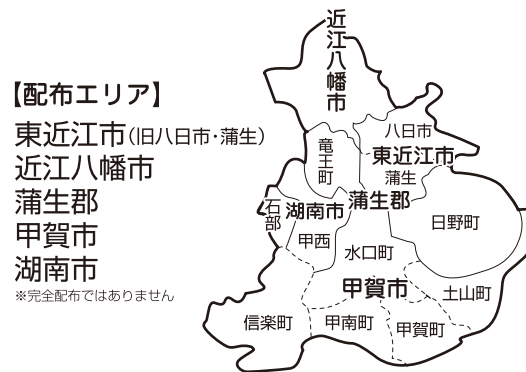 【配布エリア】
東近江市(旧八日市・蒲生)
近江八幡市
蒲生郡
甲賀市
湖南市
※完全配布ではありません
近江八幡市
八日市
竜王町
東近江市
蒲生
蒲生郡
石部
湖南市
日野町
甲西
水口町
甲賀市
土山町
信楽町
甲南町
甲賀町